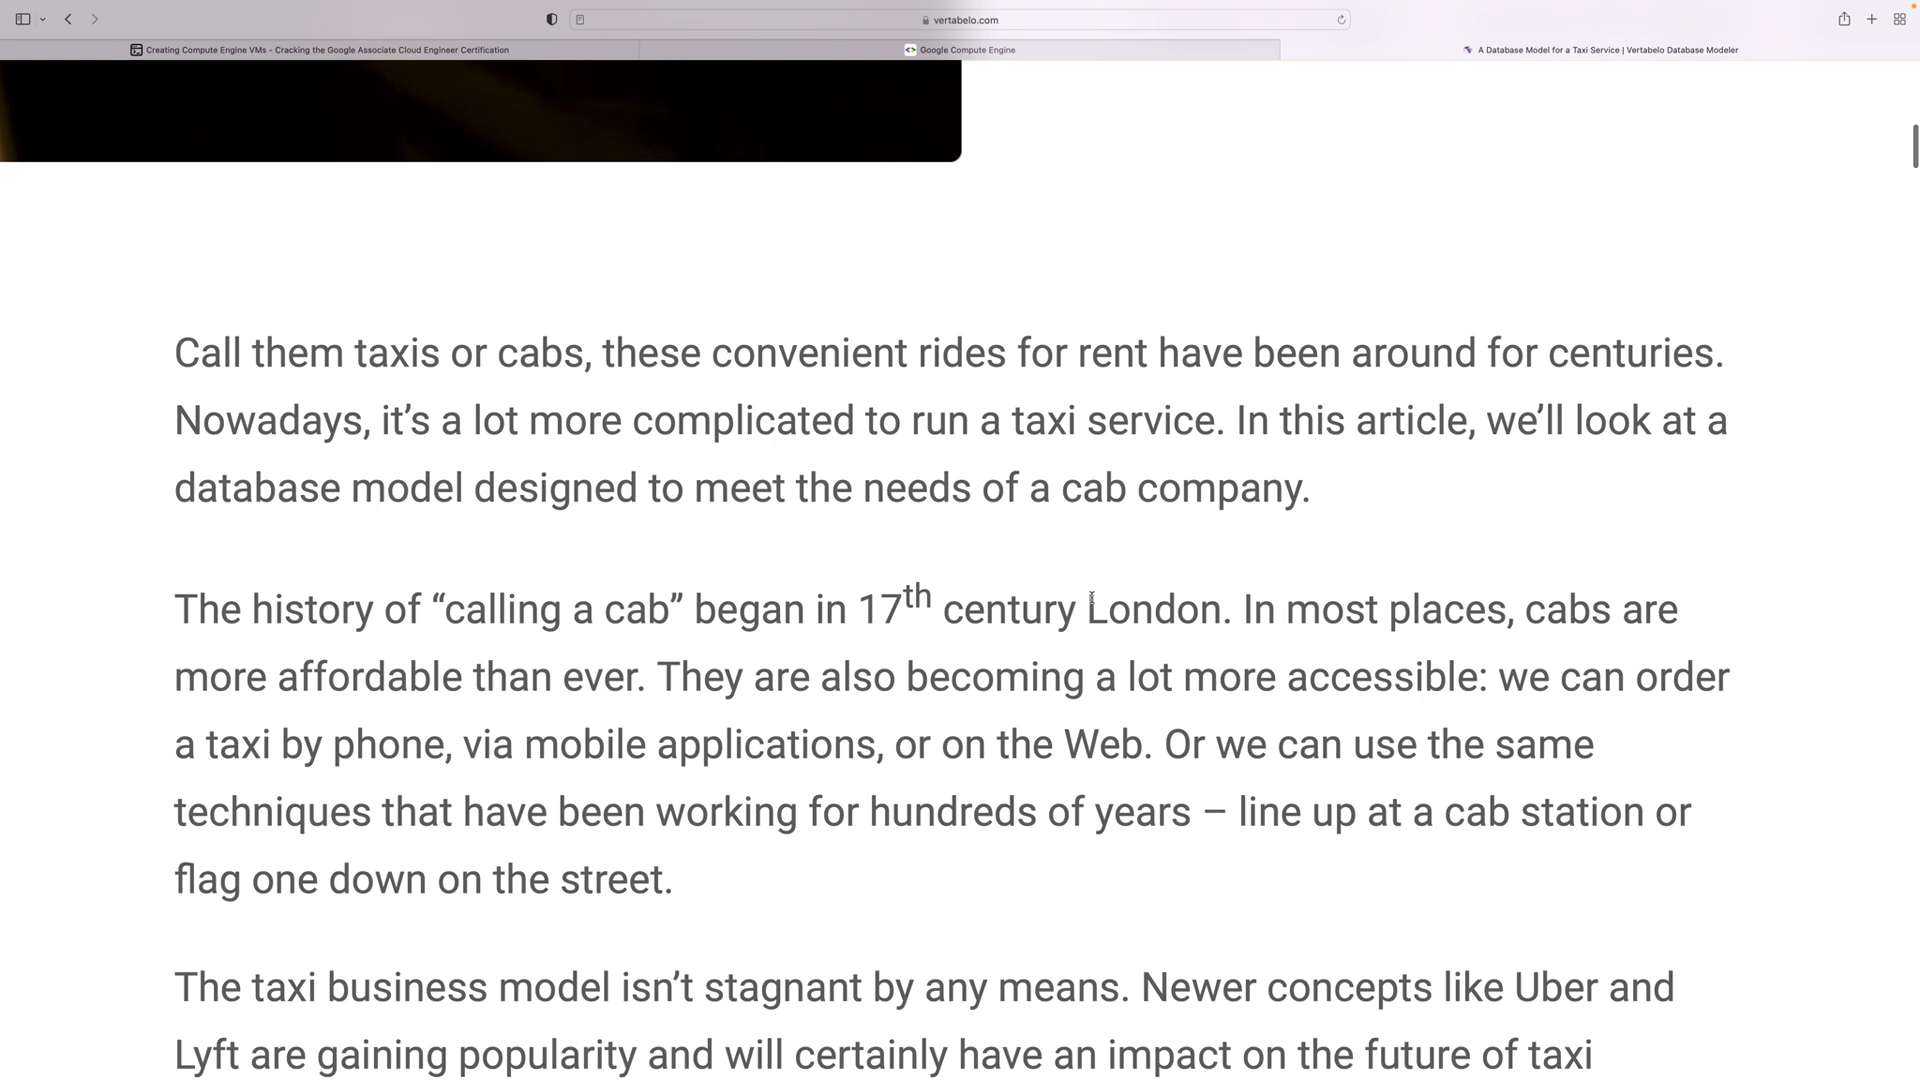 vertabelo.com
Creating Compute Engine VMs - Cracking the Google Associate Cloud Engineer Certification
Google Compute Engine
A Database Model for a Taxi Service | Vertabelo Database Modeler
Call them taxis or cabs, these convenient rides for rent have been around for centuries.
Nowadays, it’s a lot more complicated to run a taxi service. In this article, we’ll look at a
database model designed to meet the needs of a cab company.
The history of “calling a cab” began in 17th century London. In most places, cabs are
more affordable than ever. They are also becoming a lot more accessible: we can order
a taxi by phone, via mobile applications, or on the Web. Or we can use the same
techniques that have been working for hundreds of years – line up at a cab station or
flag one down on the street.
The taxi business model isn’t stagnant by any means. Newer concepts like Uber and
Lyft are gaining popularity and will certainly have an impact on the future of taxi